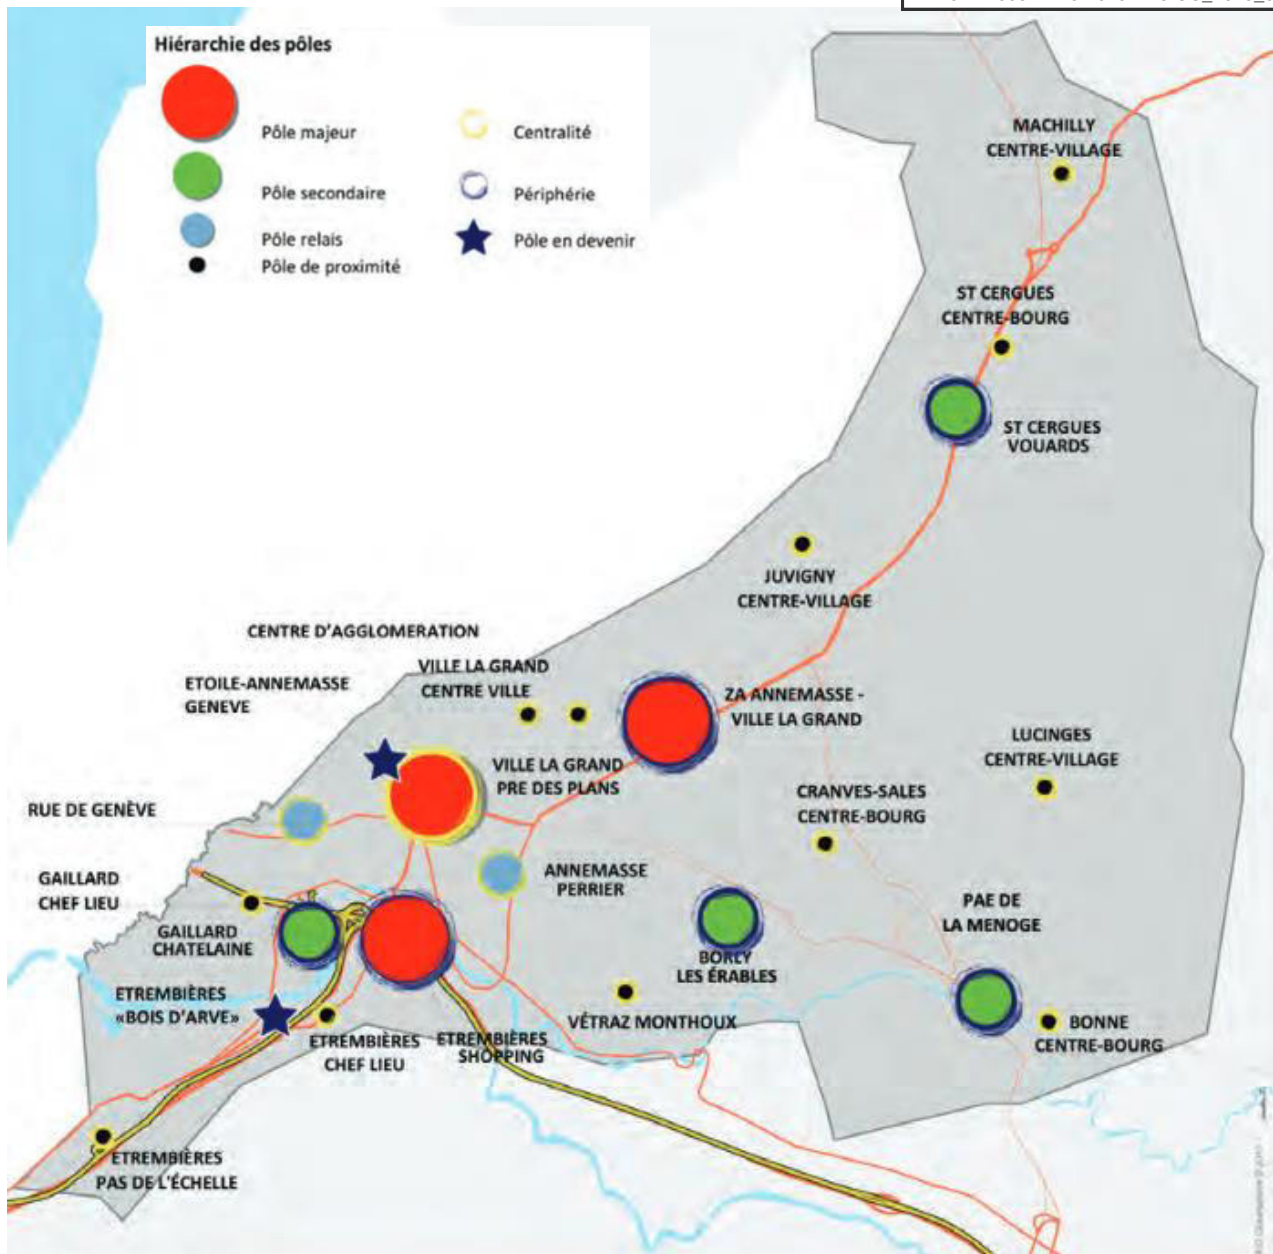 Hiérarchie des pôles
Pôle majeur
Centralité
Pôle secondaire
Périphérie
Pôle relais
Pôle en devenir
Pôle de proximité
MACHILLY
CENTRE-VILLAGE
ST CERGUES
CENTRE-BOURG
ST CERGUES
VOUARDS
JUVIGNY
CENTRE-VILLAGE
CENTRE D'AGGLOMERATION
ETOILE-ANNEMASSE
GENEVE
VILLE LA GRAND
CENTRE VILLE
ZA ANNEMASSE -
VILLE LA GRAND
LUCINGES
CENTRE-VILLAGE
VILLE LA GRAND
PRE DES PLANS
CRANVES-SALES
CENTRE-BOURG
RUE DE GENÈVE
ANNEMASSE
PERRIER
GAILLARD
CHEF LIEU
PAE DE
LA MENOGE
GAILLARD
CHATELAINE
BORLY
LES ÉRABLES
ETREMBIÈRES
«BOIS D'ARVE»
VÉTRAZ MONTHOUX
BONNE
CENTRE-BOURG
ETREMBIÈRES
CHEF LIEU
ETREMBIÈRES
SHOPPING
ETREMBIÈRES
PAS DE L'ÉCHELLE